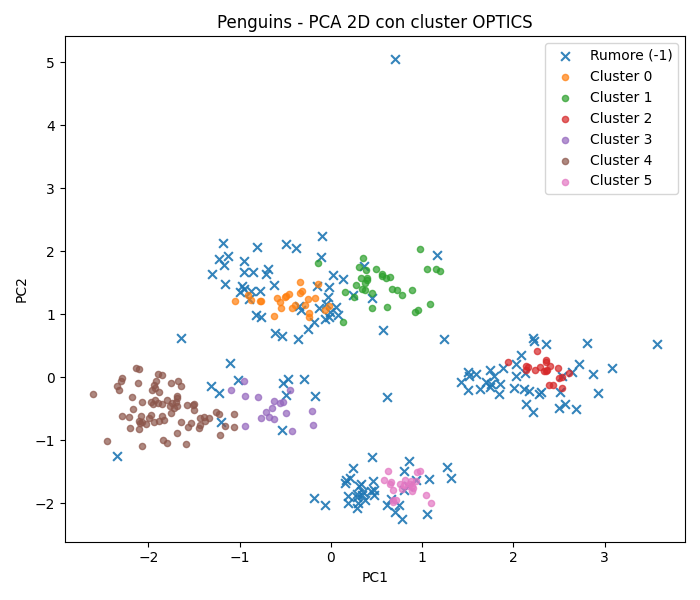 Penguins - PCA 2D con cluster OPTICS
Rumore (-1)
Cluster 0
Cluster 1
Cluster 2
Cluster 3
Cluster 4
Cluster 5
5
4
3
2
1
0
−1
−2
PC2
−2
−1
0
1
2
3
PC1